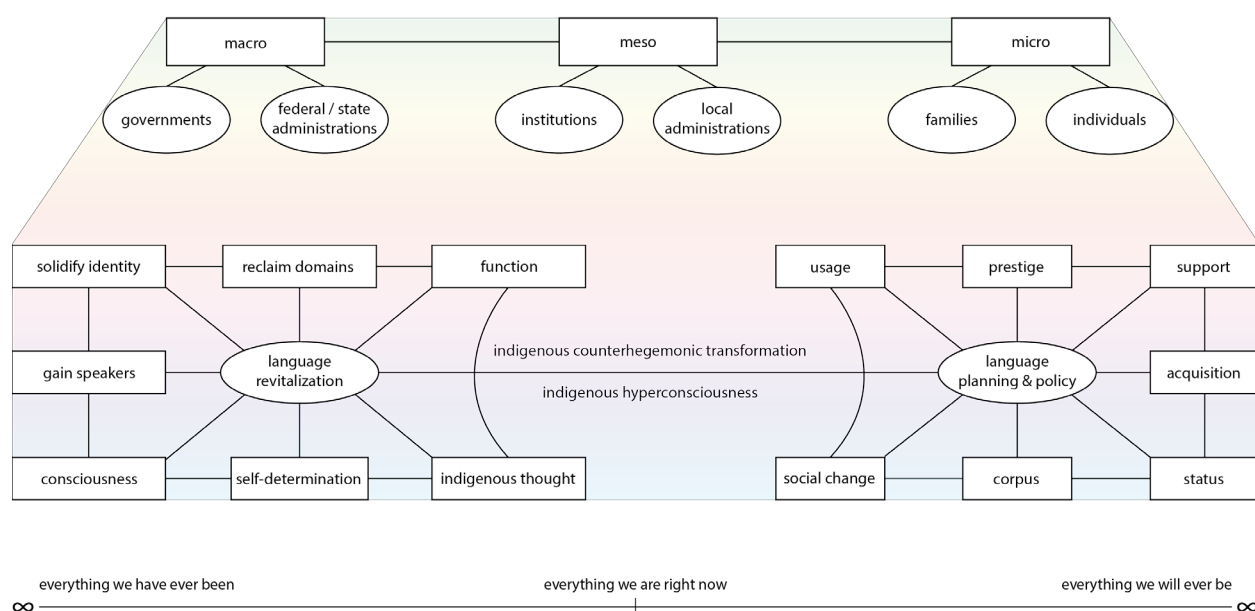 macro
meso
micro
governments
federal / state
administrations
institutions
local
administrations
families
individuals
solidify identity
reclaim domains
function
usage
prestige
support
gain speakers
language
revitalization
indigenous counterhegemonic transformation
indigenous hyperconsciousness
language
planning & policy
acquisition
consciousness
self-determination
indigenous thought
social change
corpus
status
everything we have ever been
everything we are right now
everything we will ever be
∞
∞